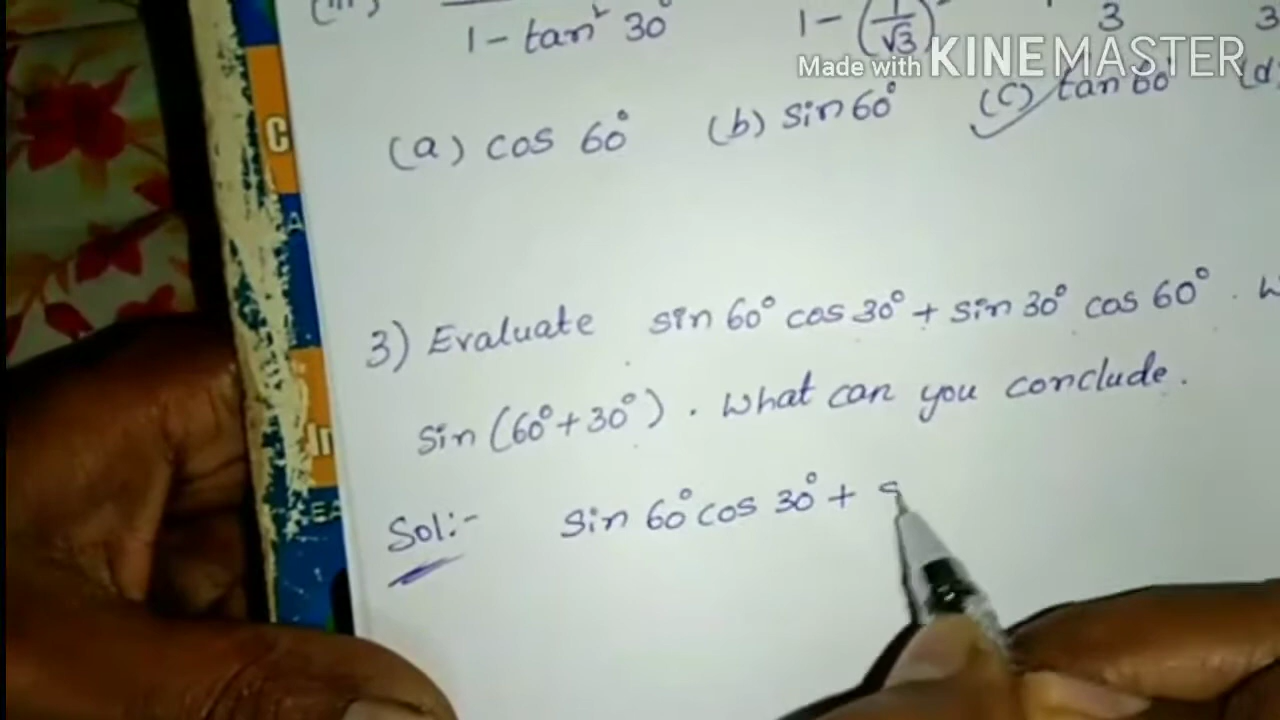 (iii)
1 - tan² 30° 1 - (1/√3)² 3 3
Made with KINEMASTER
(a) cos 60° (b) sin 60° (c) tan 60° (d)
3) Evaluate sin 60° cos 30° + sin 30° cos 60°.
sin (60° + 30°). What can you conclude.
Sol:- sin 60° cos 30° + s